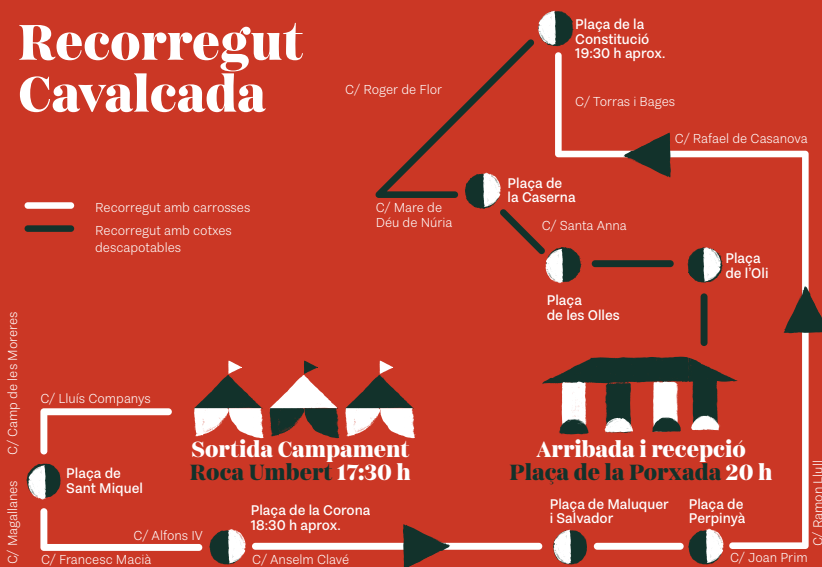 Recorregut
Cavalcada
Recorregut amb carrosses
Recorregut amb cotxes
descapotables
Plaça de la
Constitució
19:30 h aprox.
C/ Roger de Flor
C/ Torras i Bages
C/ Rafael de Casanova
Plaça de
la Caserna
C/ Mare de
Déu de Núria
C/ Santa Anna
Plaça
de l'Oli
Plaça
de les Olles
C/ Camp de les Moreres
C/ Lluís Companys
Sortida Campament
Roca Umbert 17:30 h
Arribada i recepció
Plaça de la Porxada 20 h
Plaça de
Sant Miquel
C/ Magallanes
C/ Francesc Macià
C/ Alfons IV
Plaça de la Corona
18:30 h aprox.
C/ Anselm Clavé
Plaça de Maluquer
i Salvador
Plaça de
Perpinyà
C/ Joan Prim
C/ Ramon Llull